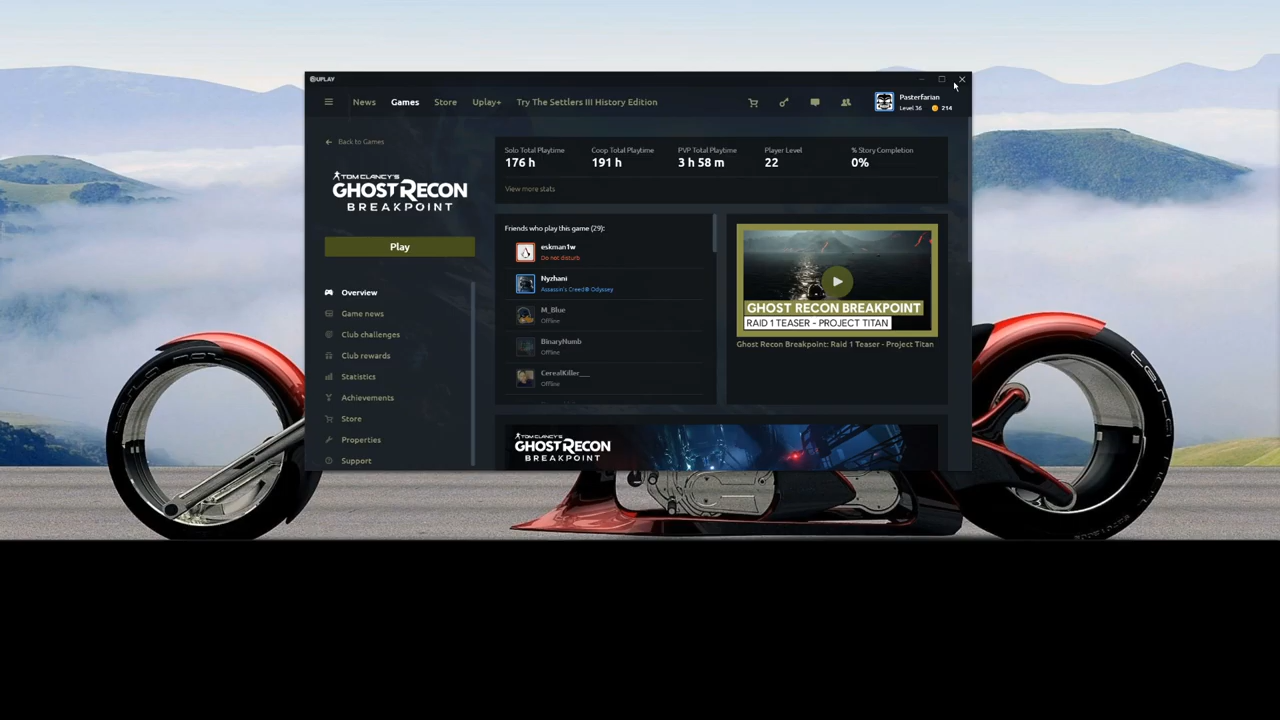 UPLAY
News Games Store Uplay+ Try The Settlers III History Edition
Pasterfarian
Level 36 214
Back to Games
TOM CLANCY'S
GHOST RECON
BREAKPOINT
Play
Overview
Game news
Club challenges
Club rewards
Statistics
Achievements
Store
Properties
Support
Solo Total Playtime
176 h
Coop Total Playtime
191 h
PVP Total Playtime
3 h 58 m
Player Level
22
% Story Completion
0%
View more stats
Friends who play this game (29):
eskman1w
Do not disturb
Nyzhani
Assassin's Creed® Odyssey
M_Blue
Offline
BinaryNumb
Offline
CerealKiller___
Offline
GHOST RECON BREAKPOINT
RAID 1 TEASER - PROJECT TITAN
Ghost Recon Breakpoint: Raid 1 Teaser - Project Titan
TOM CLANCY'S
GHOST RECON
BREAKPOINT